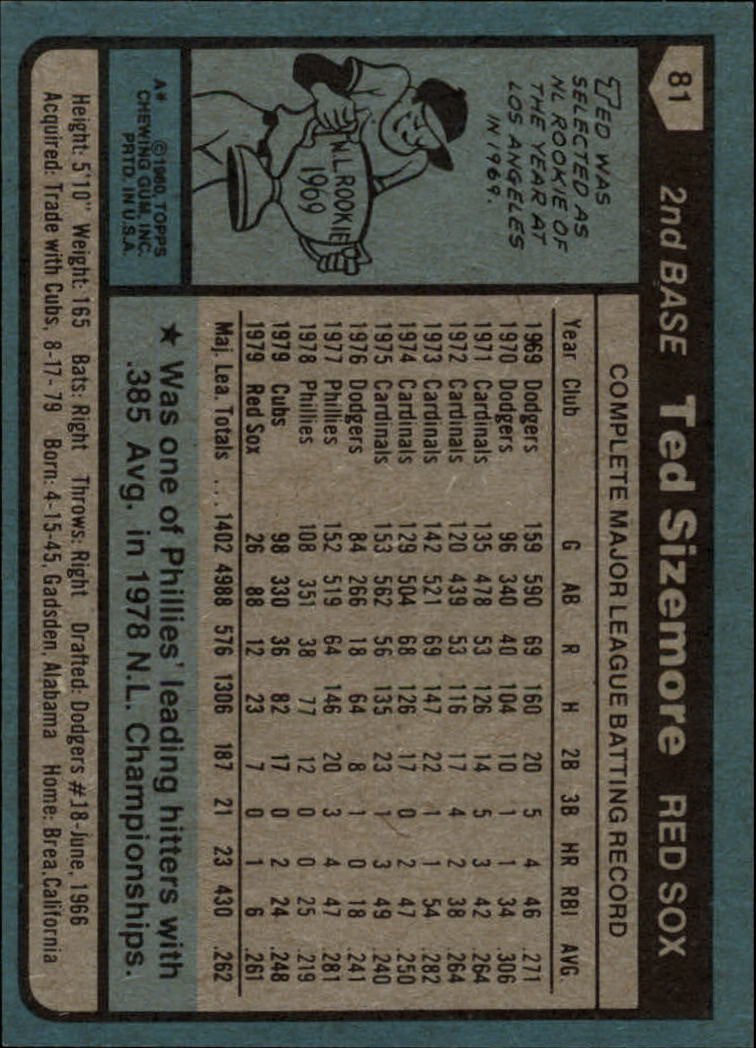 81
2nd BASE Ted Sizemore RED SOX
TED WAS
SELECTED AS
NL ROOKIE OF
THE YEAR AT
LOS ANGELES
IN 1969.
N.L. ROOKIE
1969
A* ©1980 TOPPS
CHEWING GUM, INC.
PRTD. IN U.S.A.
COMPLETE MAJOR LEAGUE BATTING RECORD
Year Club G AB R H 2B 3B HR RBI AVG.
1969 Dodgers 159 590 69 160 20 5 4 46 .271
1970 Dodgers 96 340 40 104 10 1 1 34 .306
1971 Cardinals 135 478 53 126 14 5 3 42 .264
1972 Cardinals 120 439 53 116 17 4 2 38 .264
1973 Cardinals 142 521 69 147 22 1 1 54 .282
1974 Cardinals 129 504 68 126 17 0 2 47 .250
1975 Cardinals 153 562 56 135 23 1 3 49 .240
1976 Dodgers 84 266 18 64 8 1 0 18 .241
1977 Phillies 152 519 64 146 20 3 4 47 .281
1978 Phillies 108 351 38 77 12 0 0 25 .219
1979 Cubs 98 330 36 82 17 0 2 24 .248
1979 Red Sox 26 88 12 23 7 0 1 6 .261
Maj. Lea. Totals ... 1402 4988 576 1306 187 21 23 430 .262
★ Was one of Phillies' leading hitters with
.385 Avg. in 1978 N.L. Championships.
Height: 5'10" Weight: 165 Bats: Right Throws: Right Drafted: Dodgers #18-June, 1966
Acquired: Trade with Cubs, 8-17-79 Born: 4-15-45, Gadsden, Alabama Home: Brea, California